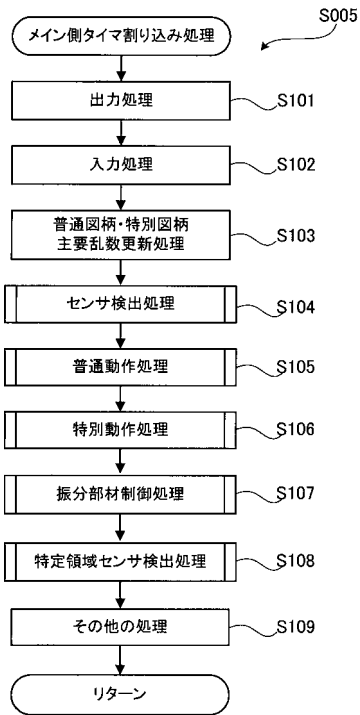 メイン側タイマ割り込み処理
S005
出力処理
S101
入力処理
S102
普通図柄・特別図柄
主要乱数更新処理
S103
センサ検出処理
S104
普通動作処理
S105
特別動作処理
S106
振分部材制御処理
S107
特定領域センサ検出処理
S108
その他の処理
S109
リターン